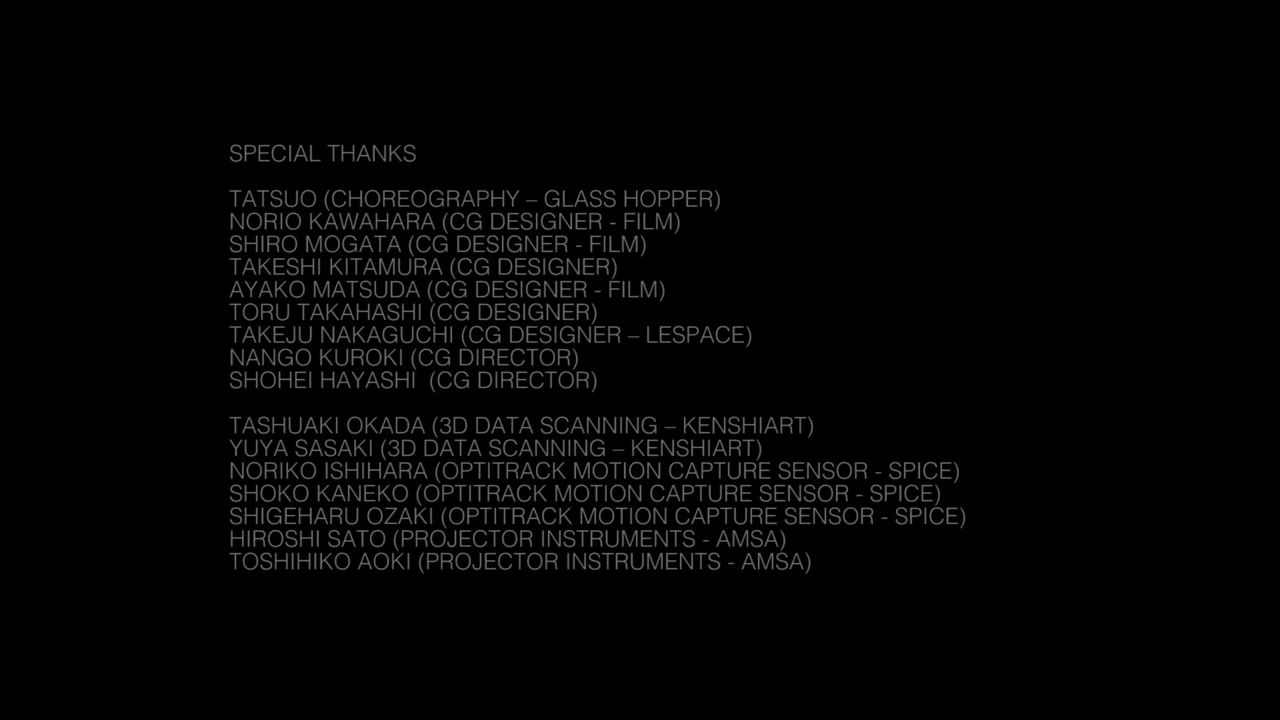 SPECIAL THANKS
TATSUO (CHOREOGRAPHY – GLASS HOPPER)
NORIO KAWAHARA (CG DESIGNER - FILM)
SHIRO MOGATA (CG DESIGNER - FILM)
TAKESHI KITAMURA (CG DESIGNER)
AYAKO MATSUDA (CG DESIGNER - FILM)
TORU TAKAHASHI (CG DESIGNER)
TAKEJU NAKAGUCHI (CG DESIGNER – LESPACE)
NANGO KUROKI (CG DIRECTOR)
SHOHEI HAYASHI  (CG DIRECTOR)
TASHUAKI OKADA (3D DATA SCANNING – KENSHIART)
YUYA SASAKI (3D DATA SCANNING – KENSHIART)
NORIKO ISHIHARA (OPTITRACK MOTION CAPTURE SENSOR - SPICE)
SHOKO KANEKO (OPTITRACK MOTION CAPTURE SENSOR - SPICE)
SHIGEHARU OZAKI (OPTITRACK MOTION CAPTURE SENSOR - SPICE)
HIROSHI SATO (PROJECTOR INSTRUMENTS - AMSA)
TOSHIHIKO AOKI (PROJECTOR INSTRUMENTS - AMSA)